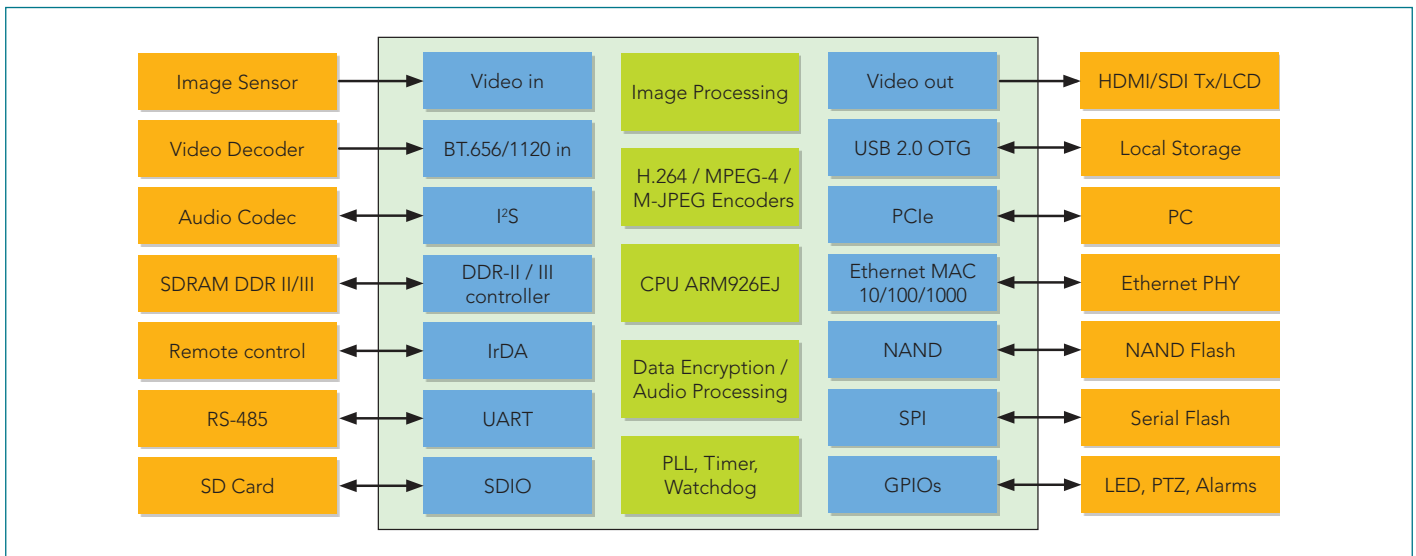 Image Sensor
Video in
Image Processing
Video out
HDMI/SDI Tx/LCD
Video Decoder
BT.656/1120 in
H.264 / MPEG-4 /
M-JPEG Encoders
USB 2.0 OTG
Local Storage
Audio Codec
I²S
PCIe
PC
SDRAM DDR II/III
DDR-II / III
controller
CPU ARM926EJ
Ethernet MAC
10/100/1000
Ethernet PHY
Remote control
IrDA
Data Encryption /
Audio Processing
NAND
NAND Flash
RS-485
UART
SPI
Serial Flash
SD Card
SDIO
PLL, Timer,
Watchdog
GPIOs
LED, PTZ, Alarms